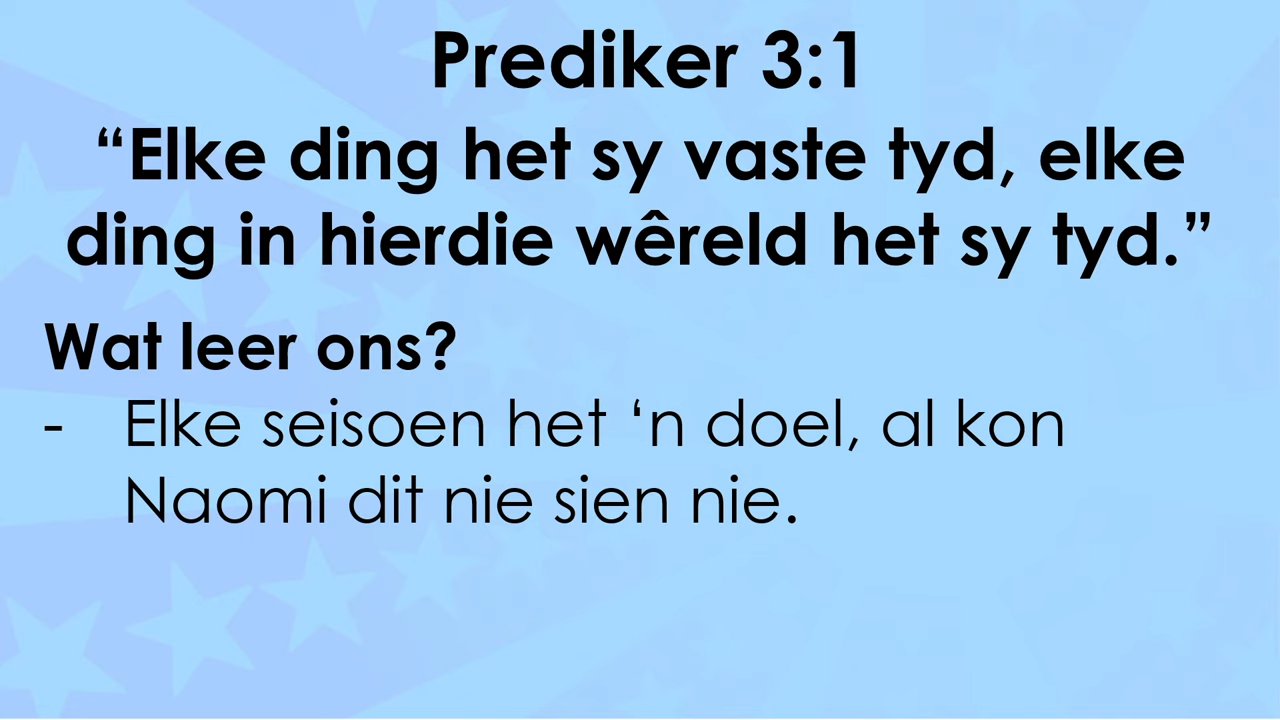 Prediker 3:1
“Elke ding het sy vaste tyd, elke
ding in hierdie wêreld het sy tyd.”
Wat leer ons?
- Elke seisoen het ‘n doel, al kon
Naomi dit nie sien nie.